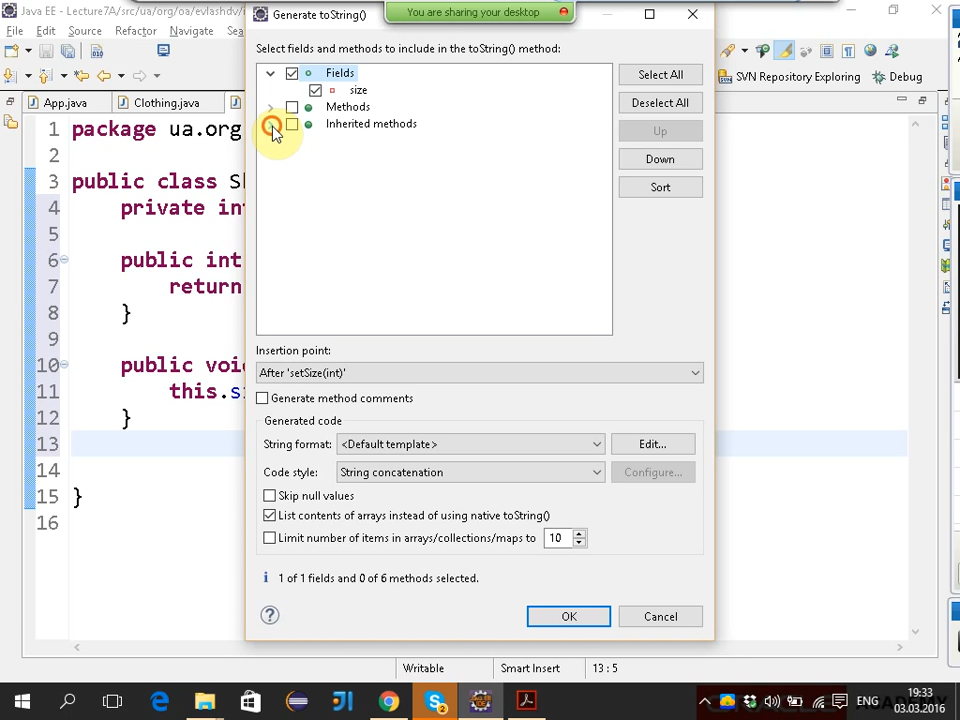 Java EE - Lecture7A/src/ua/org/oa/evlashdv/
Generate toString()
You are sharing your desktop
File Edit Source Refactor Navigate Sea
Select fields and methods to include in the toString() method:
SVN Repository Exploring
Debug
App.java
Clothing.java
Fields
size
Methods
Inherited methods
Select All
Deselect All
Up
Down
Sort
1 package ua.org
2
3 public class S
4 private in
5
6 public int
7 return
8 }
9
10 public voi
11 this.s
12 }
13
14
15 }
16
Insertion point:
After 'setSize(int)'
Generate method comments
Generated code
String format: <Default template> Edit...
Code style: String concatenation Configure...
Skip null values
List contents of arrays instead of using native toString()
Limit number of items in arrays/collections/maps to 10
1 of 1 fields and 0 of 6 methods selected.
OK Cancel
Writable Smart Insert 13 : 5
ENG
19:33
03.03.2016
ACADEMY